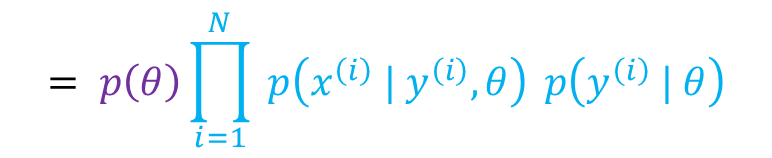 = p(θ) ∏_{i=1}^{N} p(x^{(i)} | y^{(i)}, θ) p(y^{(i)} | θ)